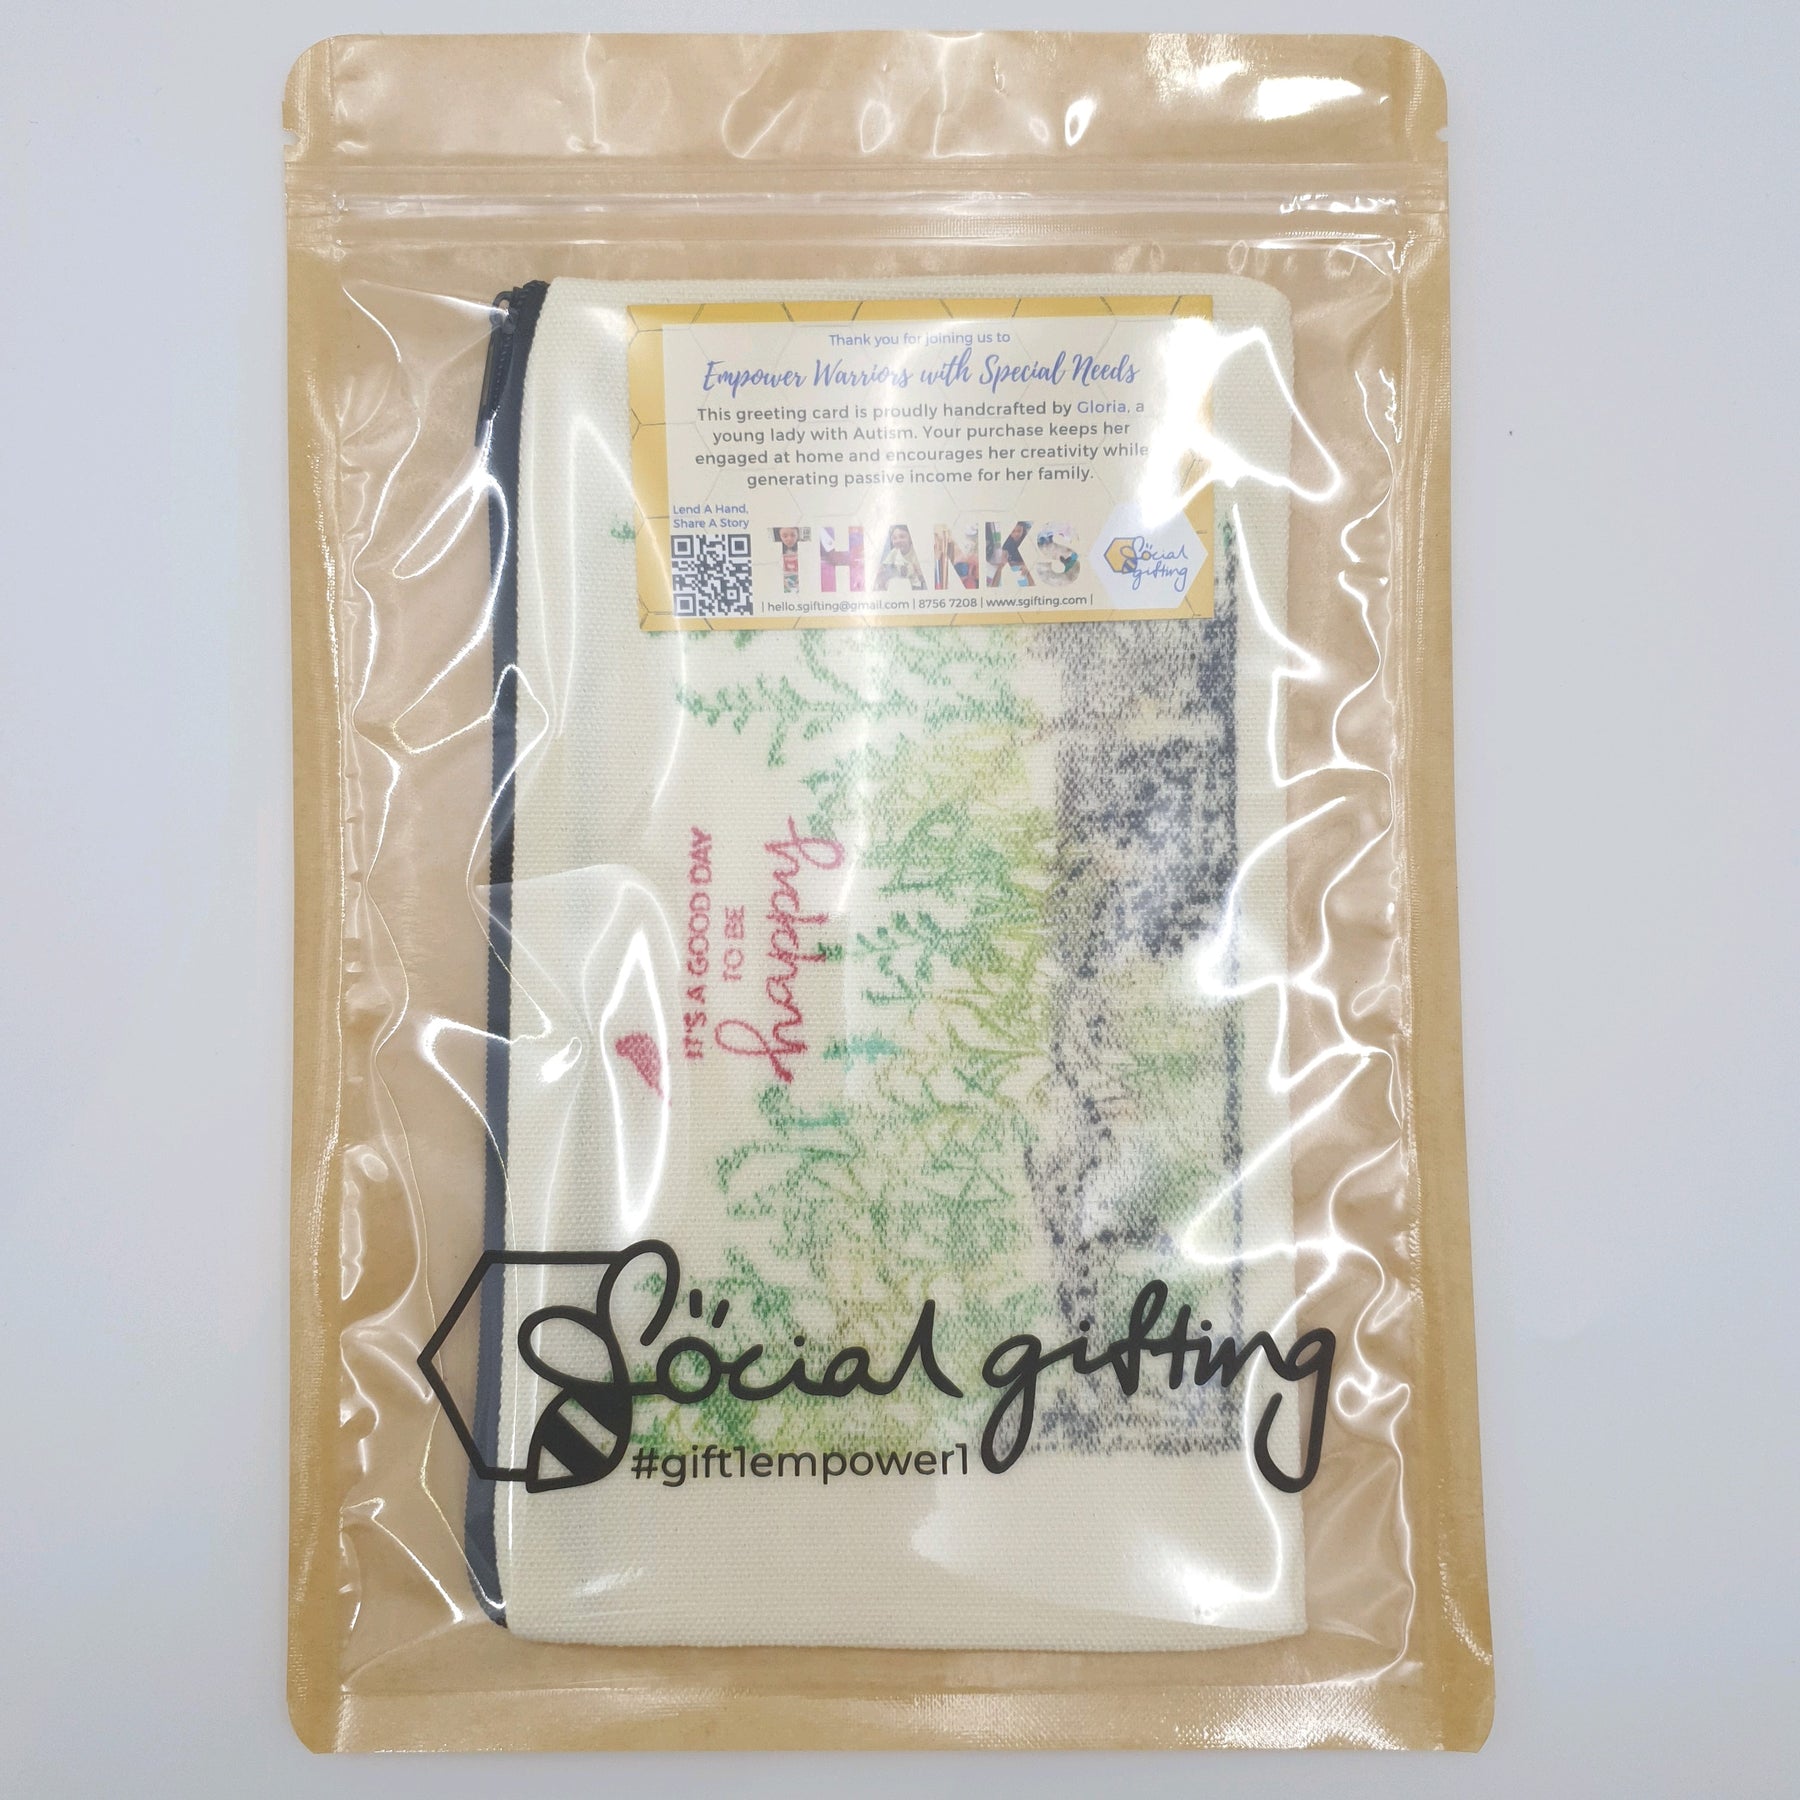 Thank you for joining us to
Empower Warriors with Special Needs
This greeting card is proudly handcrafted by Gloria, a
young lady with Autism. Your purchase keeps her
engaged at home and encourages her creativity while
generating passive income for her family.
Lend A Hand,
Share A Story
THANKS
Söcial
gifting
| hello.sgifting@gmail.com | 8756 7208 | www.sgifting.com |
IT'S A GOOD DAY
TO BE
happy
Söcial gifting
#gift1empower1